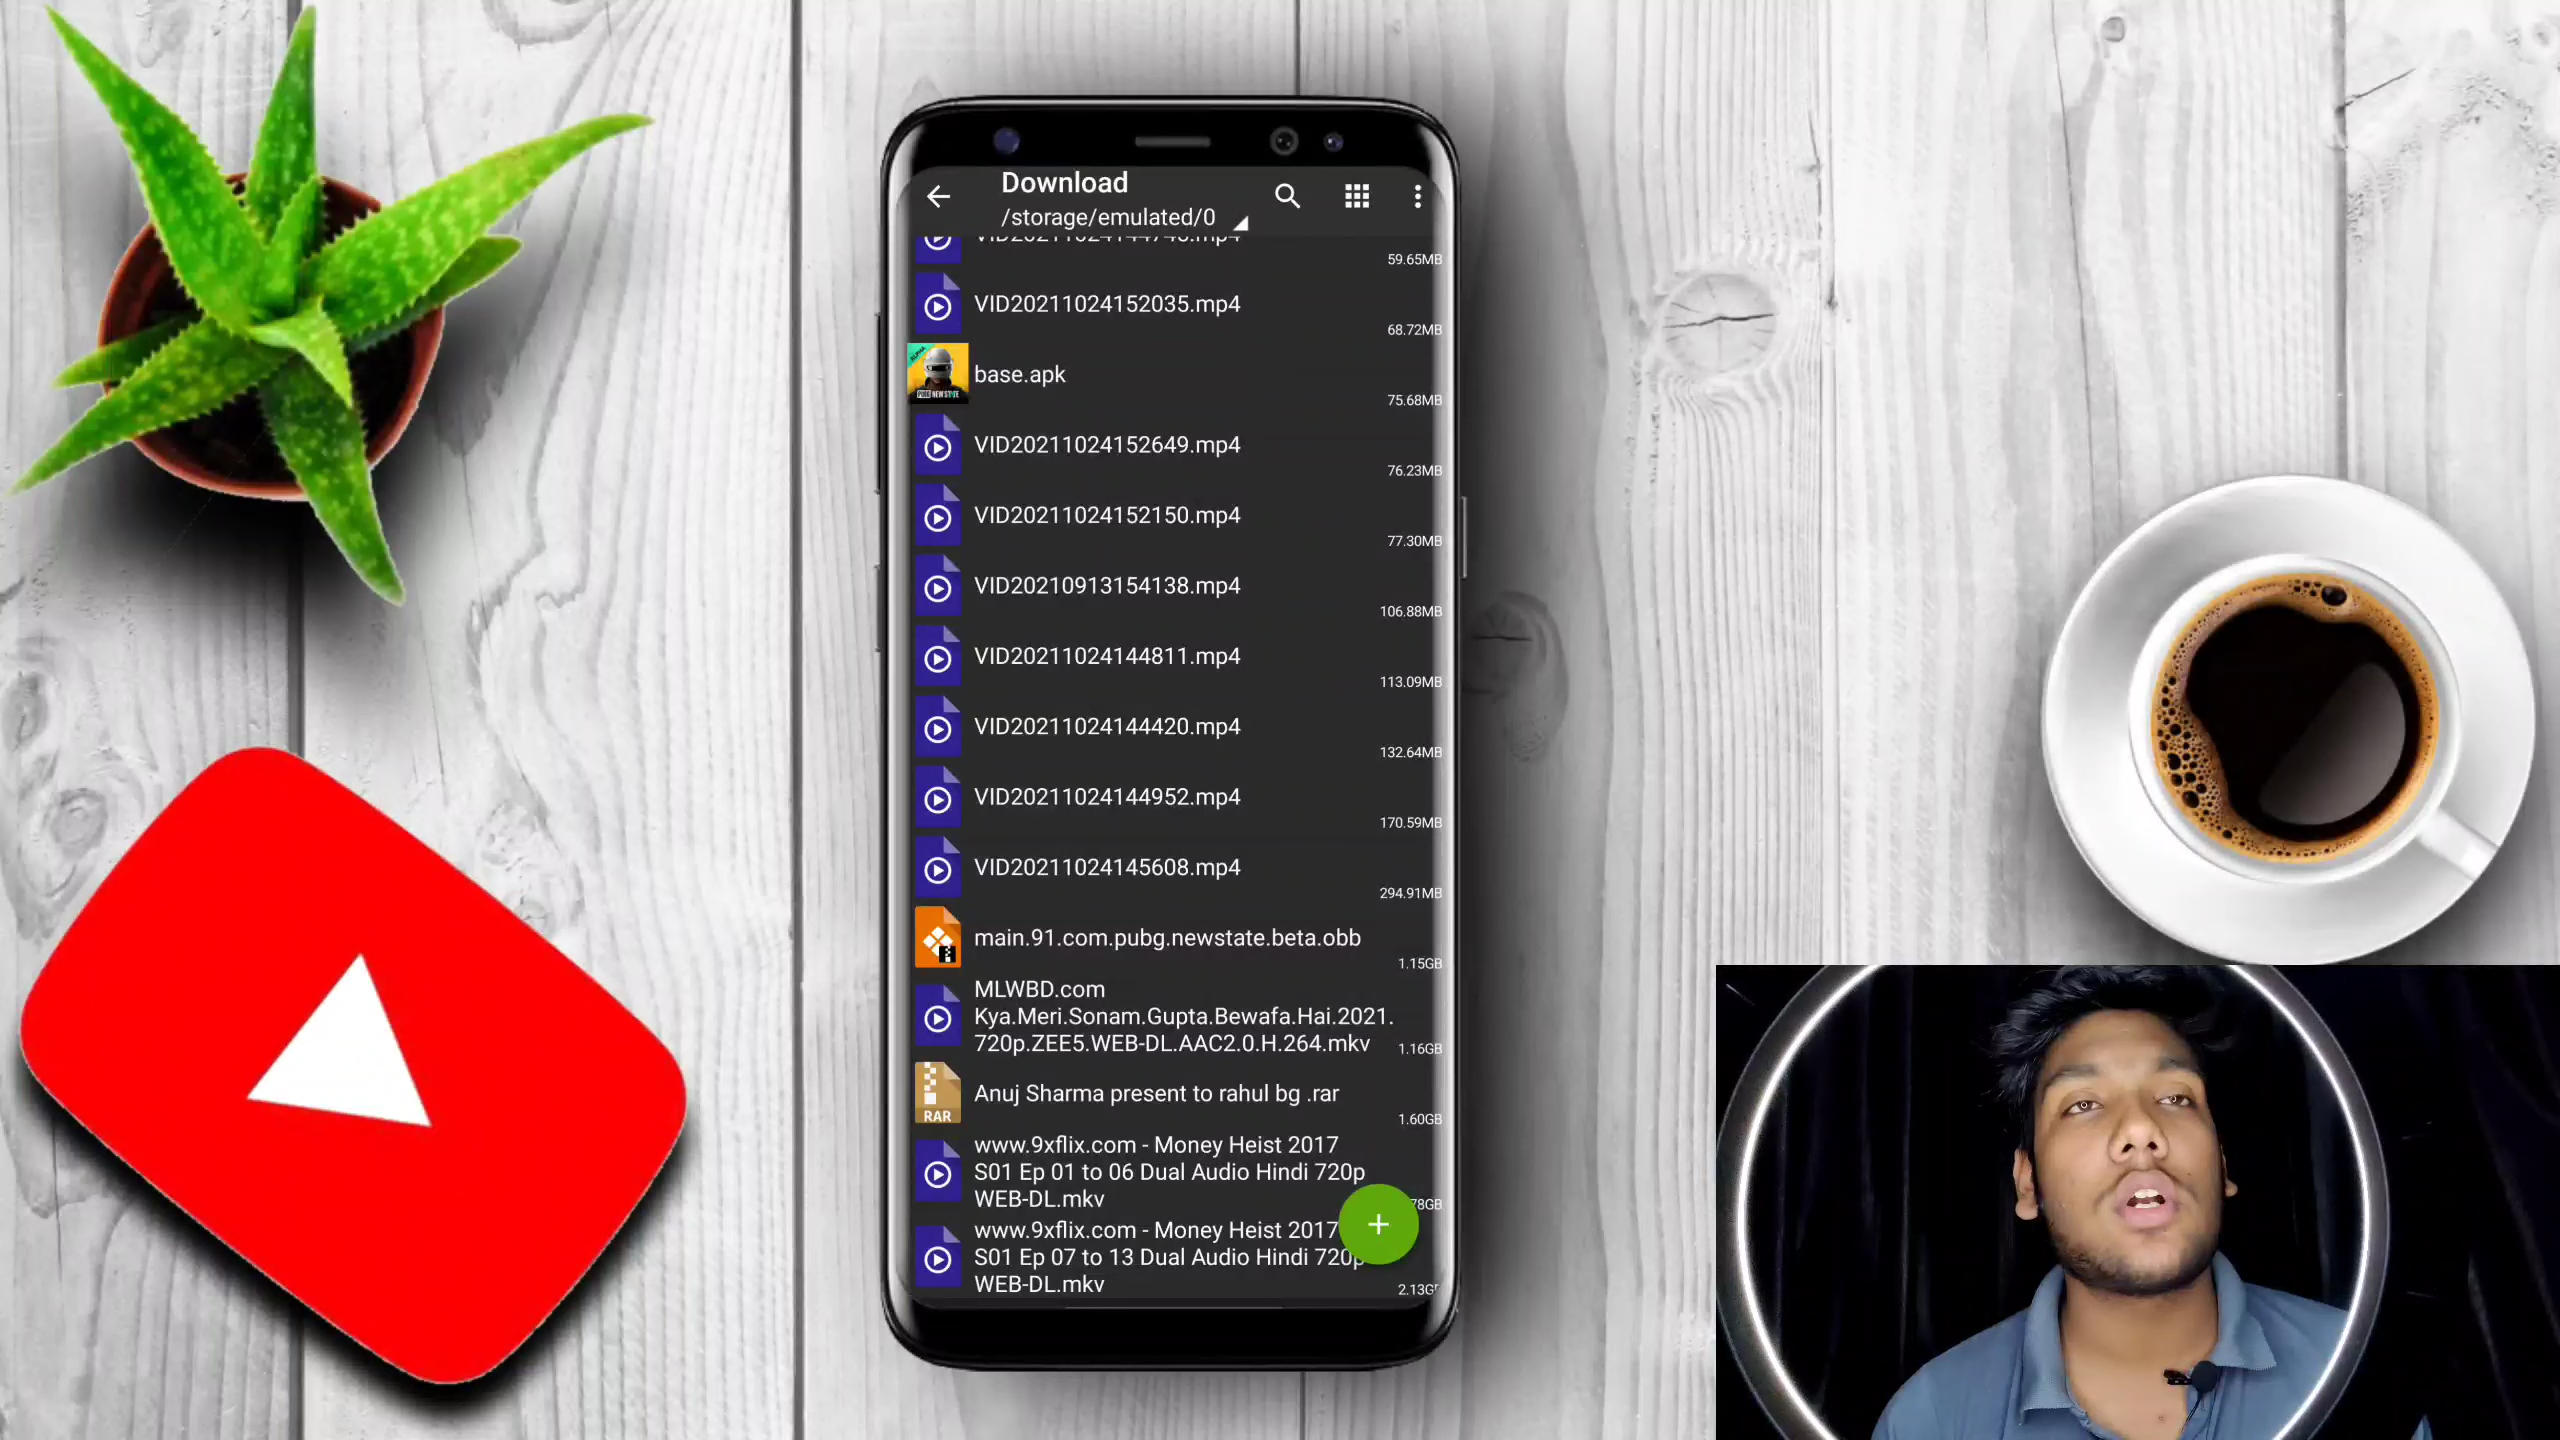 Download
/storage/emulated/0
59.65MB
VID20211024152035.mp4
68.72MB
base.apk
75.68MB
VID20211024152649.mp4
76.23MB
VID20211024152150.mp4
77.30MB
VID20210913154138.mp4
106.88MB
VID20211024144811.mp4
113.09MB
VID20211024144420.mp4
132.64MB
VID20211024144952.mp4
170.59MB
VID20211024145608.mp4
294.91MB
main.91.com.pubg.newstate.beta.obb
1.15GB
MLWBD.com
Kya.Meri.Sonam.Gupta.Bewafa.Hai.2021.
720p.ZEE5.WEB-DL.AAC2.0.H.264.mkv
1.16GB
Anuj Sharma present to rahul bg .rar
RAR
1.60GB
www.9xflix.com - Money Heist 2017
S01 Ep 01 to 06 Dual Audio Hindi 720p
WEB-DL.mkv
78GB
www.9xflix.com - Money Heist 2017
S01 Ep 07 to 13 Dual Audio Hindi 720p
WEB-DL.mkv